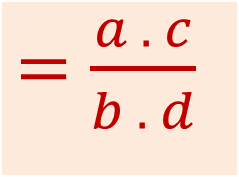 = a . c
b . d